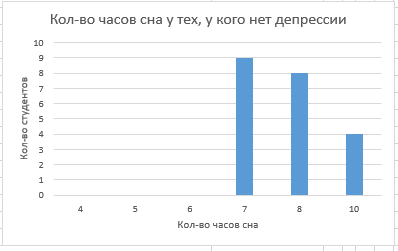 Кол-во часов сна у тех, у кого нет депрессии
10
9
8
7
6
5
4
3
2
1
0
Кол-во студентов
4 5 6 7 8 10
Кол-во часов сна